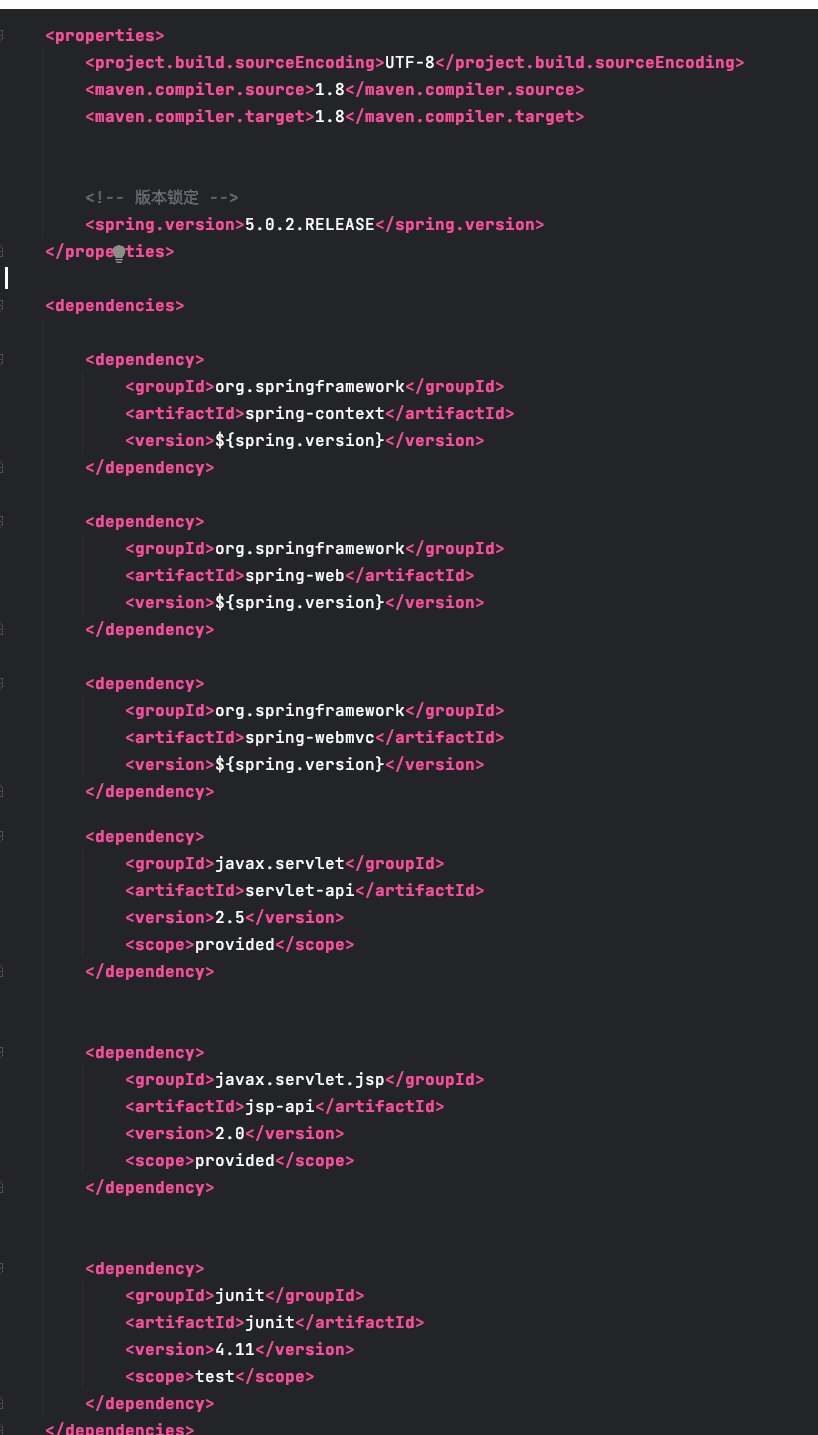 <properties>
<project.build.sourceEncoding>UTF-8</project.build.sourceEncoding>
<maven.compiler.source>1.8</maven.compiler.source>
<maven.compiler.target>1.8</maven.compiler.target>
<!-- 版本锁定 -->
<spring.version>5.0.2.RELEASE</spring.version>
</properties>
<dependencies>
<dependency>
<groupId>org.springframework</groupId>
<artifactId>spring-context</artifactId>
<version>${spring.version}</version>
</dependency>
<dependency>
<groupId>org.springframework</groupId>
<artifactId>spring-web</artifactId>
<version>${spring.version}</version>
</dependency>
<dependency>
<groupId>org.springframework</groupId>
<artifactId>spring-webmvc</artifactId>
<version>${spring.version}</version>
</dependency>
<dependency>
<groupId>javax.servlet</groupId>
<artifactId>servlet-api</artifactId>
<version>2.5</version>
<scope>provided</scope>
</dependency>
<dependency>
<groupId>javax.servlet.jsp</groupId>
<artifactId>jsp-api</artifactId>
<version>2.0</version>
<scope>provided</scope>
</dependency>
<dependency>
<groupId>junit</groupId>
<artifactId>junit</artifactId>
<version>4.11</version>
<scope>test</scope>
</dependency>
</dependencies>